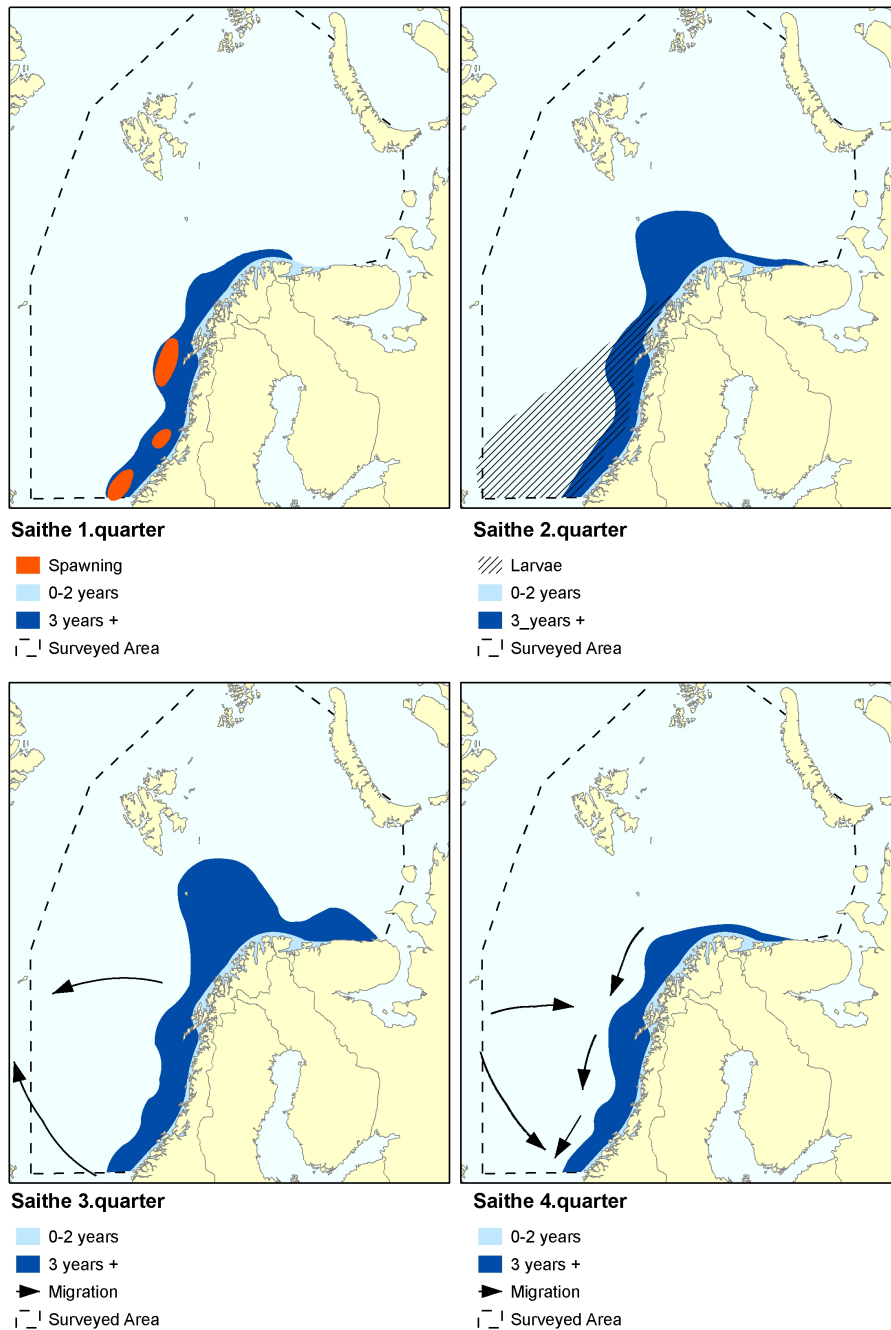 Saithe 1.quarter
Spawning
0-2 years
3 years +
Surveyed Area
Saithe 2.quarter
Larvae
0-2 years
3_years +
Surveyed Area
Saithe 3.quarter
0-2 years
3 years +
Migration
Surveyed Area
Saithe 4.quarter
0-2 years
3 years +
Migration
Surveyed Area